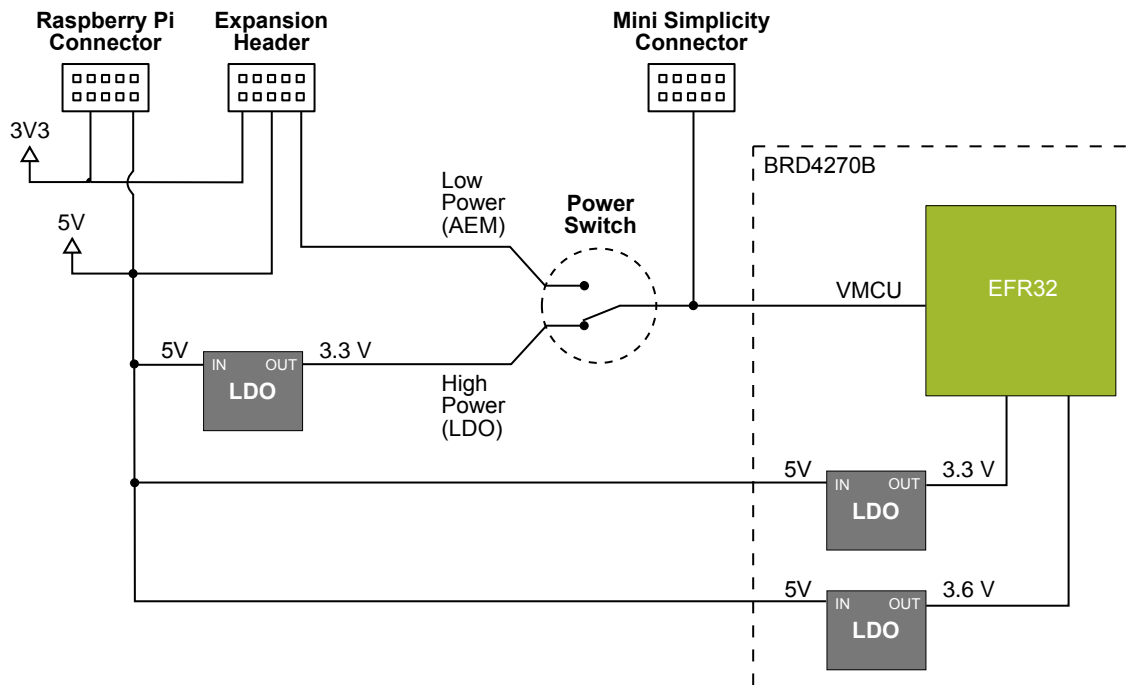 Raspberry Pi
Connector
Expansion
Header
Mini Simplicity
Connector
3V3
BRD4270B
Low
Power
(AEM)
Power
Switch
5V
VMCU
EFR32
5V
IN
OUT
3.3 V
LDO
High
Power
(LDO)
5V
IN
OUT
3.3 V
LDO
5V
IN
OUT
3.6 V
LDO